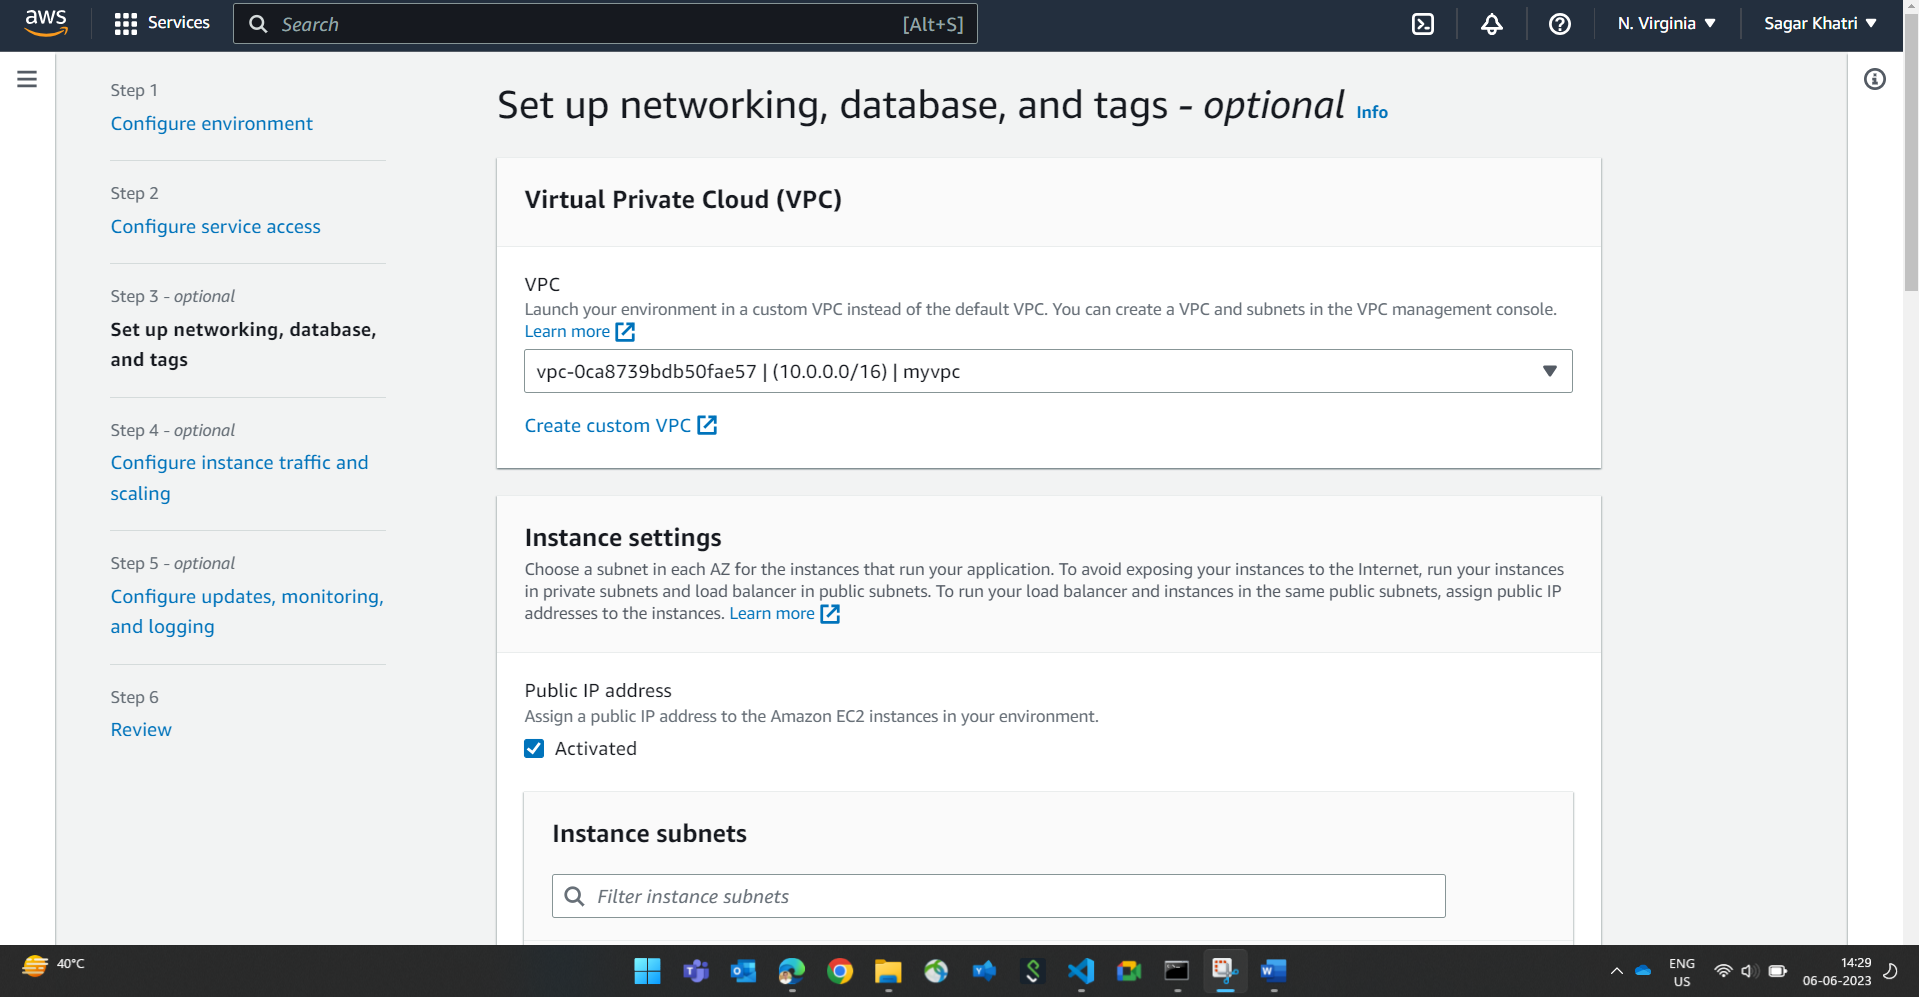 aws
Services
Search
[Alt+S]
N. Virginia
Sagar Khatri
Step 1
Configure environment
Step 2
Configure service access
Step 3 - optional
Set up networking, database,
and tags
Step 4 - optional
Configure instance traffic and
scaling
Step 5 - optional
Configure updates, monitoring,
and logging
Step 6
Review
Set up networking, database, and tags - optional Info
Virtual Private Cloud (VPC)
VPC
Launch your environment in a custom VPC instead of the default VPC. You can create a VPC and subnets in the VPC management console.
Learn more
vpc-0ca8739bdb50fae57 | (10.0.0.0/16) | myvpc
Create custom VPC
Instance settings
Choose a subnet in each AZ for the instances that run your application. To avoid exposing your instances to the Internet, run your instances
in private subnets and load balancer in public subnets. To run your load balancer and instances in the same public subnets, assign public IP
addresses to the instances. Learn more
Public IP address
Assign a public IP address to the Amazon EC2 instances in your environment.
Activated
Instance subnets
Filter instance subnets
40°C
ENG
US
14:29
06-06-2023